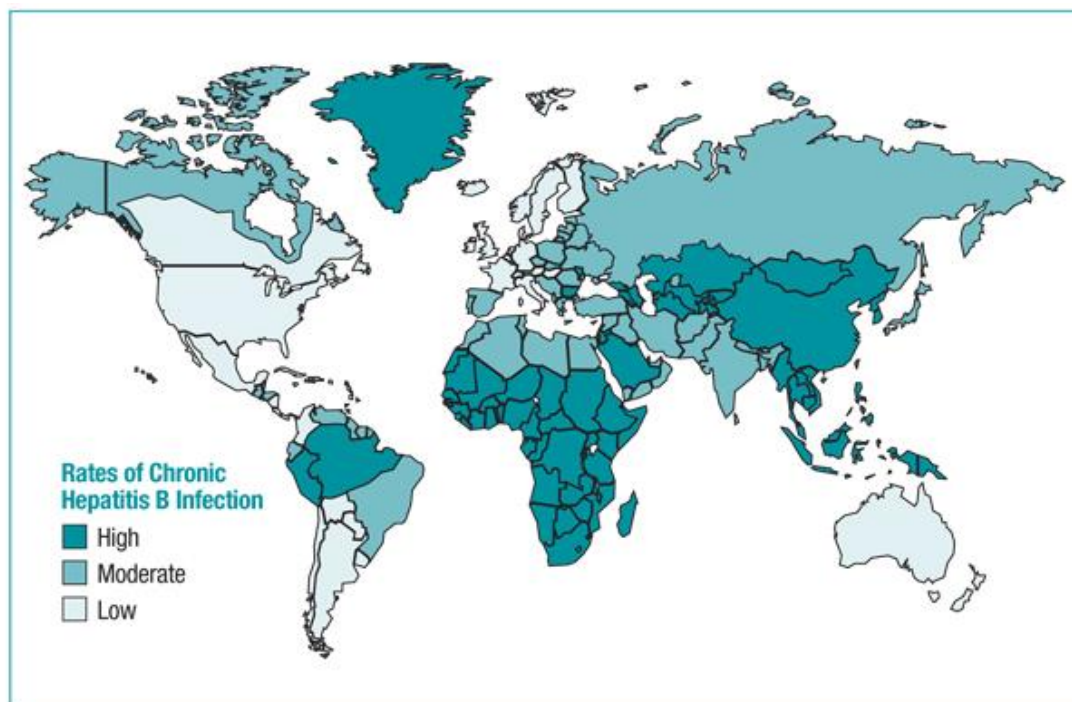 Rates of Chronic
Hepatitis B Infection
High
Moderate
Low